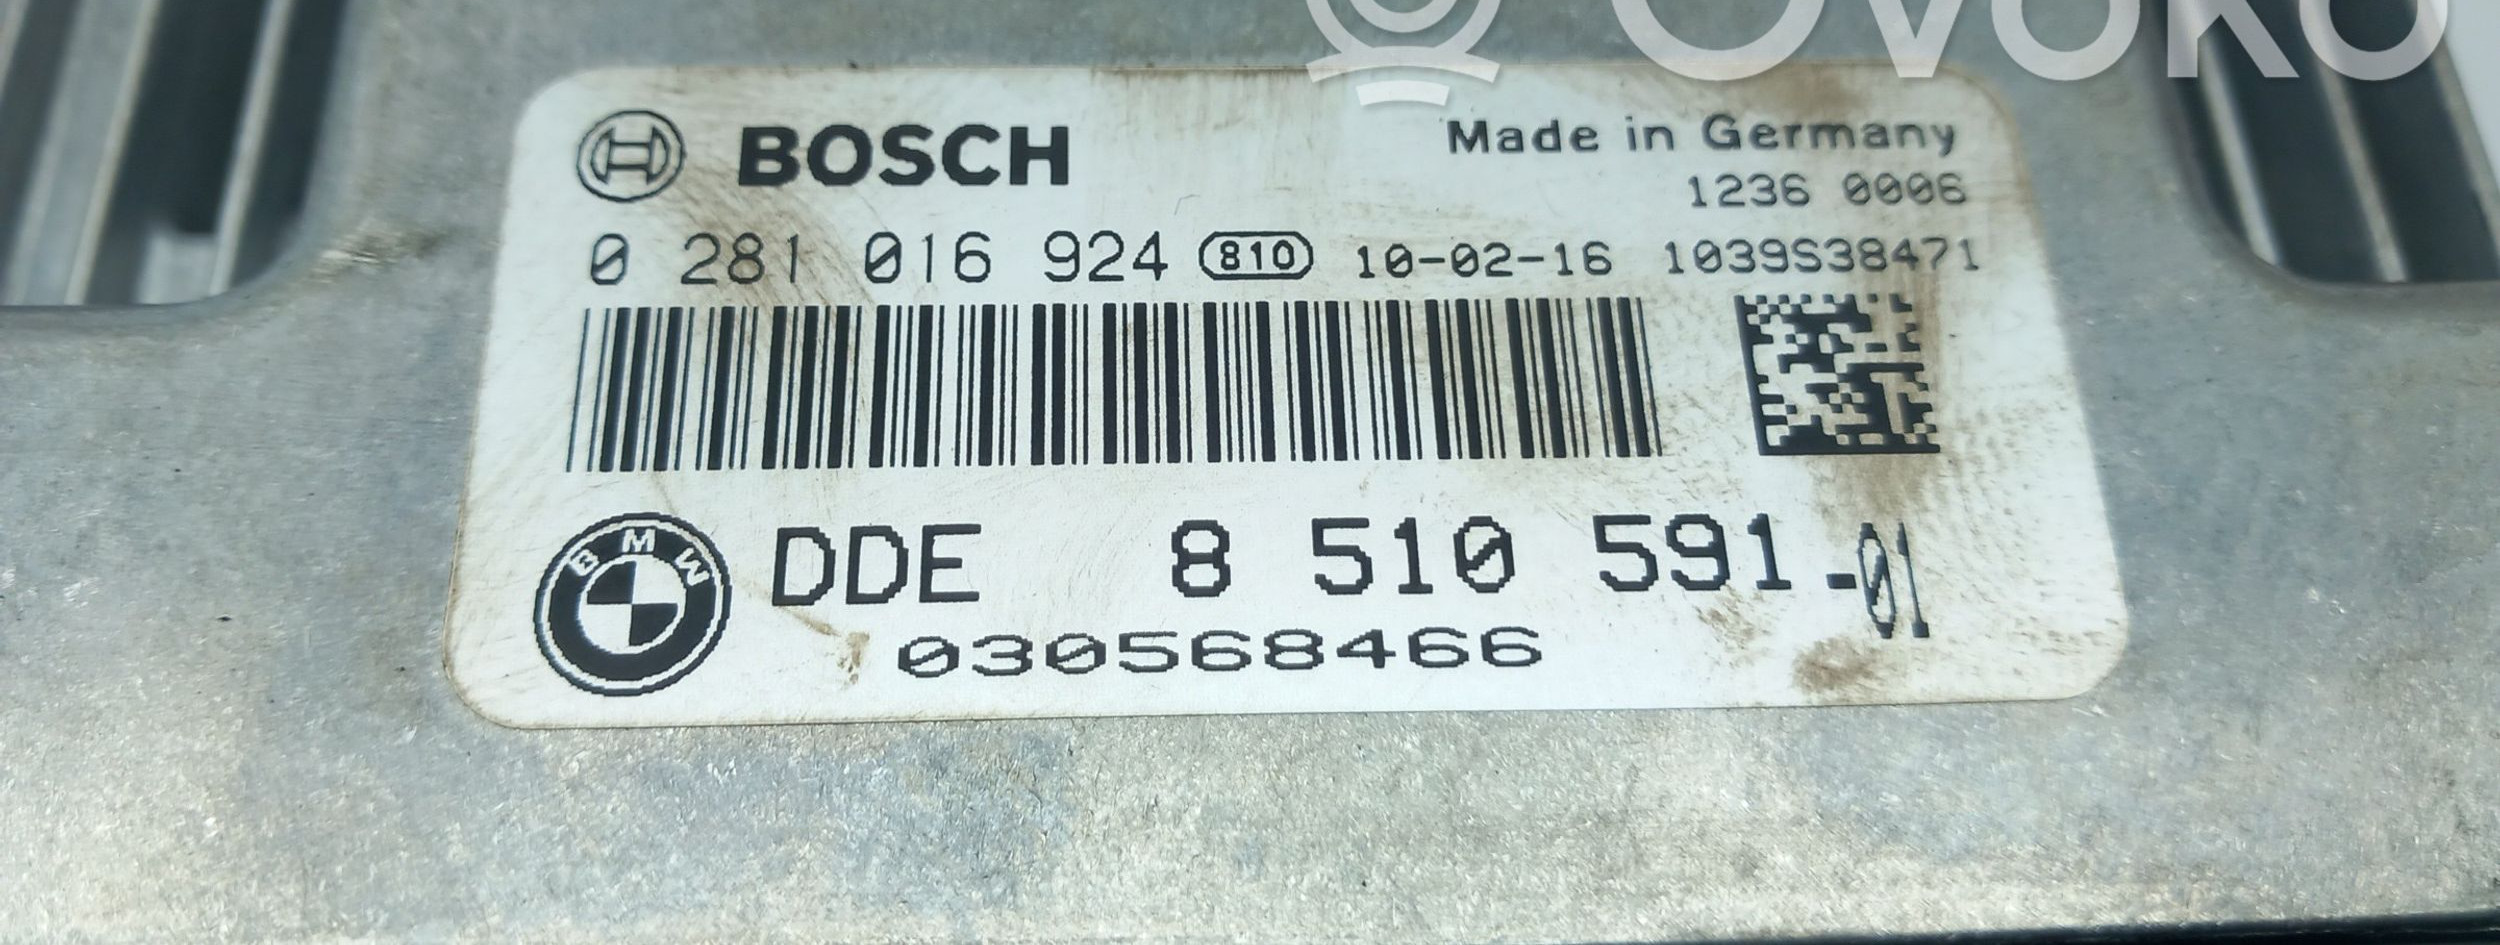 OVOKO
BOSCH
Made in Germany
1236 0006
0 281 016 924 810 10-02-16 1039S38471
BMW
DDE 8 510 591-01
030568466